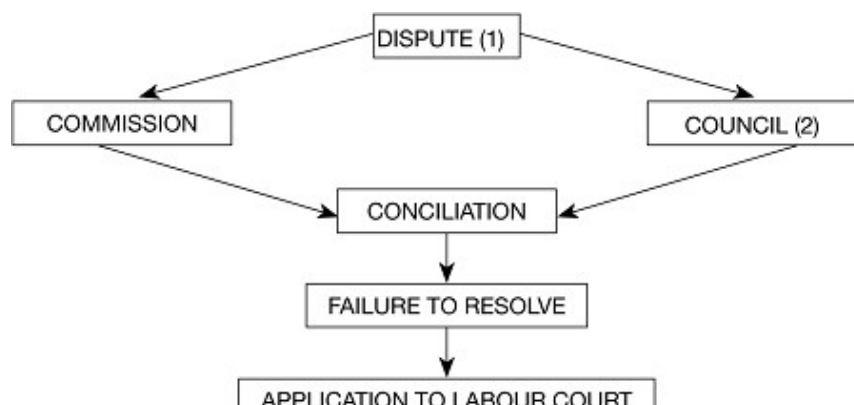 DISPUTE (1)
COMMISSION
COUNCIL (2)
CONCILIATION
FAILURE TO RESOLVE
APPLICATION TO LABOUR COURT